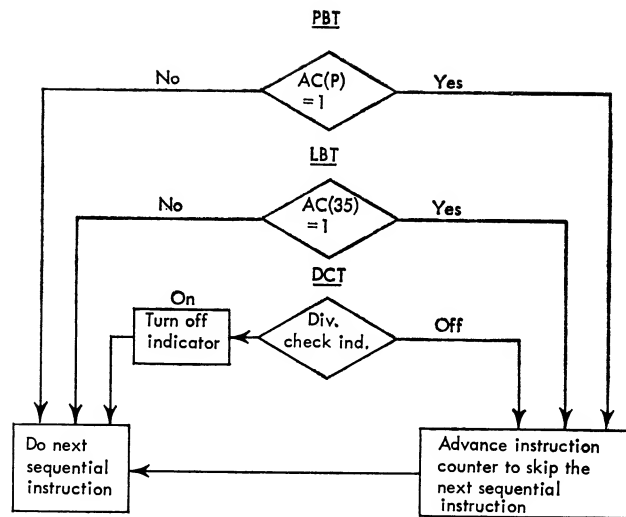 PBT
No
AC(P)
=1
Yes
LBT
No
AC(35)
=1
Yes
DCT
On
Turn off
indicator
Div.
check ind.
Off
Do next
sequential
instruction
Advance instruction
counter to skip the
next sequential
instruction